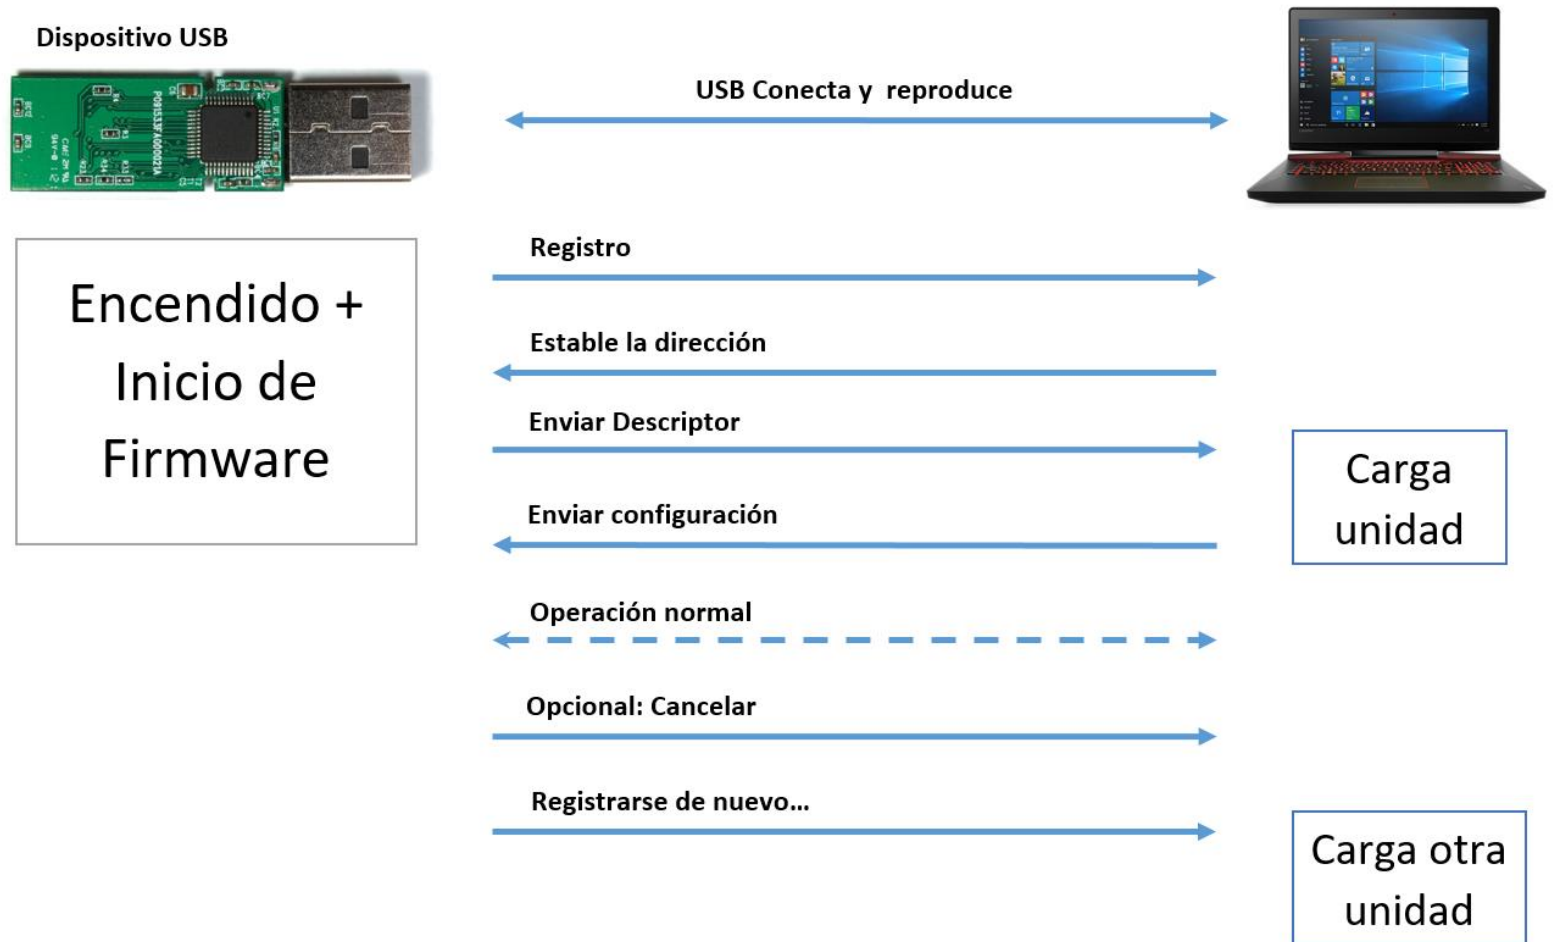 Dispositivo USB
USB Conecta y reproduce
Registro
Encendido +
Inicio de
Firmware
Estable la dirección
Enviar Descriptor
Carga
unidad
Enviar configuración
Operación normal
Opcional: Cancelar
Registrarse de nuevo...
Carga otra
unidad